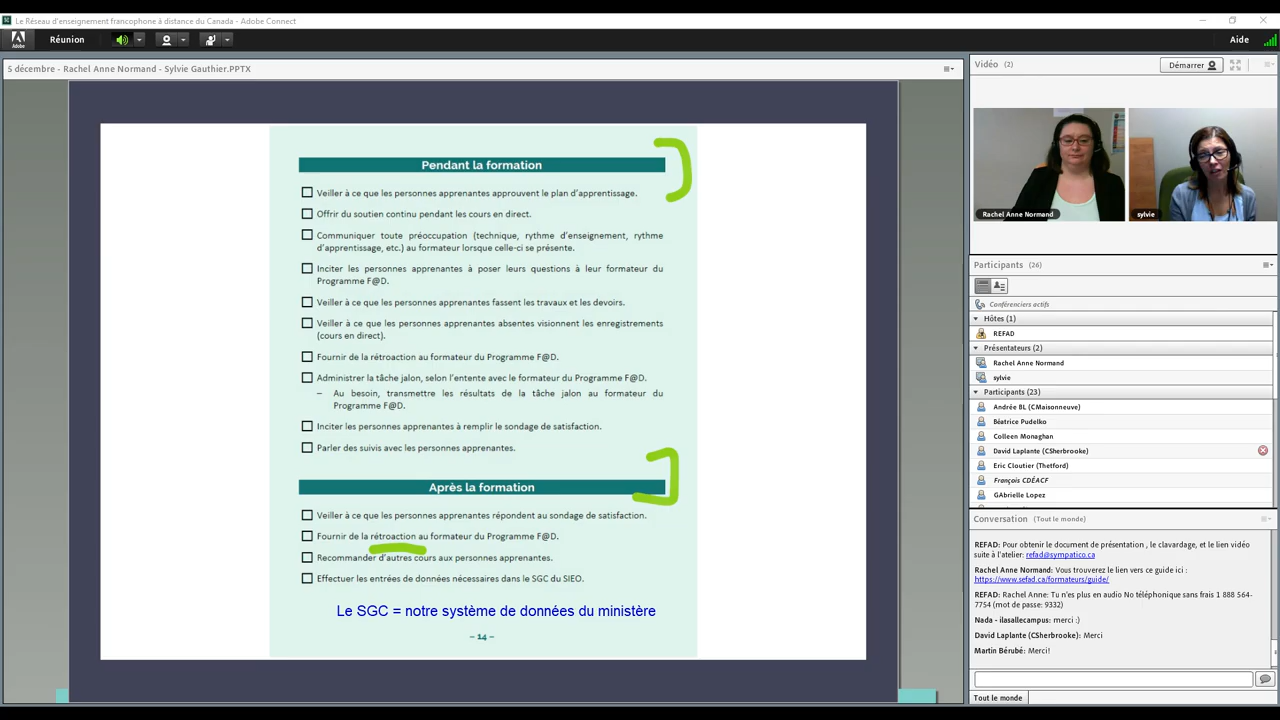 Le Réseau d'enseignement francophone à distance du Canada - Adobe Connect
Réunion
Aide
5 décembre - Rachel Anne Normand - Sylvie Gauthier.PPTX
Pendant la formation
Veiller à ce que les personnes apprenantes approuvent le plan d'apprentissage.
Offrir du soutien continu pendant les cours en direct.
Communiquer toute préoccupation (technique, rythme d'enseignement, rythme
d'apprentissage, etc.) au formateur lorsque celle-ci se présente.
Inciter les personnes apprenantes à poser leurs questions à leur formateur du
Programme F@D.
Veiller à ce que les personnes apprenantes fassent les travaux et les devoirs.
Veiller à ce que les personnes apprenantes absentes visionnent les enregistrements
(cours en direct).
Fournir de la rétroaction au formateur du Programme F@D.
Administrer la tâche jalon, selon l'entente avec le formateur du Programme F@D.
– Au besoin, transmettre les résultats de la tâche jalon au formateur du
Programme F@D.
Inciter les personnes apprenantes à remplir le sondage de satisfaction.
Parler des suivis avec les personnes apprenantes.
Après la formation
Veiller à ce que les personnes apprenantes répondent au sondage de satisfaction.
Fournir de la rétroaction au formateur du Programme F@D.
Recommander d'autres cours aux personnes apprenantes.
Effectuer les entrées de données nécessaires dans le SGC du SIEO.
Le SGC = notre système de données du ministère
– 14 –
Vidéo (2)
Démarrer
Rachel Anne Normand
sylvie
Participants (26)
Conférenciers actifs
Hôtes (1)
REFAD
Présentateurs (2)
Rachel Anne Normand
sylvie
Participants (23)
Andrée BL (CMaisonneuve)
Béatrice Pudelko
Colleen Monaghan
David Laplante (CSherbrooke)
Eric Cloutier (Thetford)
François CDÉACF
GAbrielle Lopez
Conversation (Tout le monde)
REFAD: Pour obtenir le document de présentation , le clavardage, et le lien vidéo
suite à l'atelier: refad@sympatico.ca
Rachel Anne Normand: Vous trouverez le lien vers ce guide ici :
https://www.sefad.ca/formateurs/guide/
REFAD: Rachel Anne: Tu n'es plus en audio No téléphonique sans frais 1 888 564-
7754 (mot de passe: 9332)
Nada - ilasallecampus: merci :)
David Laplante (CSherbrooke): Merci
Martin Bérubé: Merci!
Tout le monde